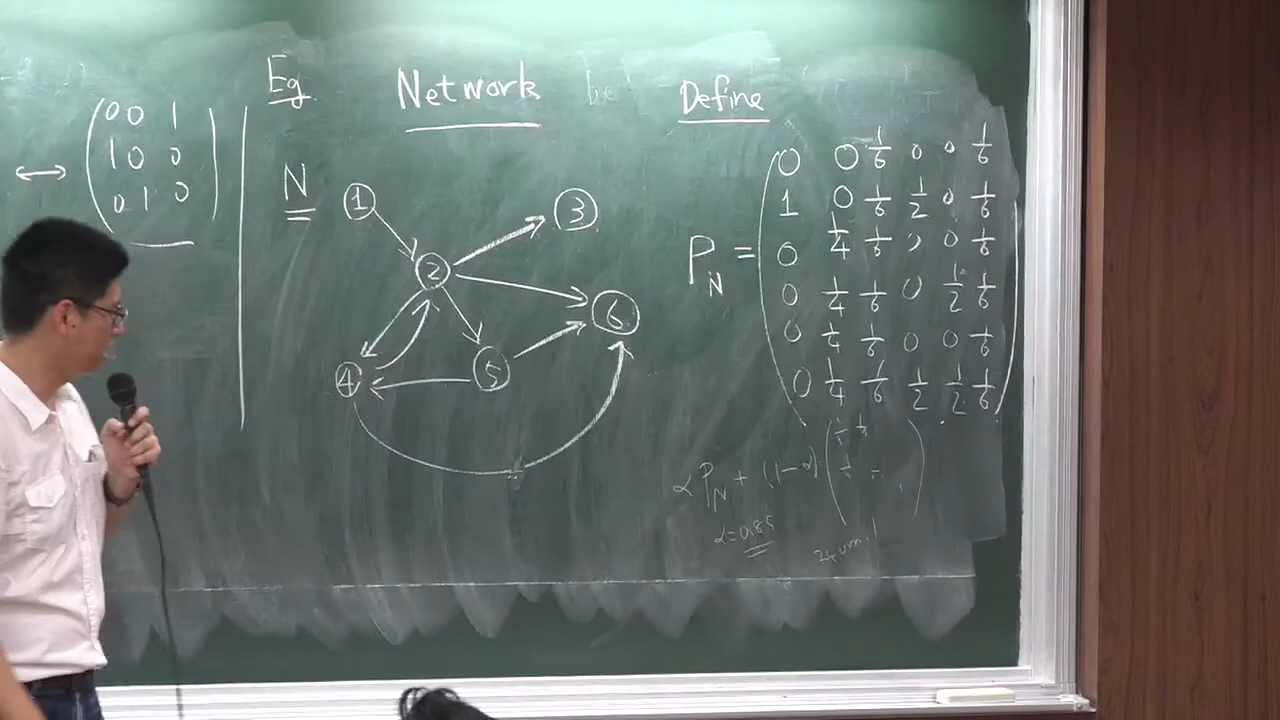 0 0 1
1 0 0
0 1 0
Eg.
Network
N
1
2
3
4
5
6
Define
P_N =
0 0 1/6 0 0 1/6
1 0 1/6 1/2 0 1/6
0 1/4 1/6 0 0 1/6
0 1/4 1/6 0 1/2 1/6
0 1/4 1/6 0 0 1/6
0 1/4 1/6 1/2 1/2 1/6
α P_N + (1-α)
α=0.85